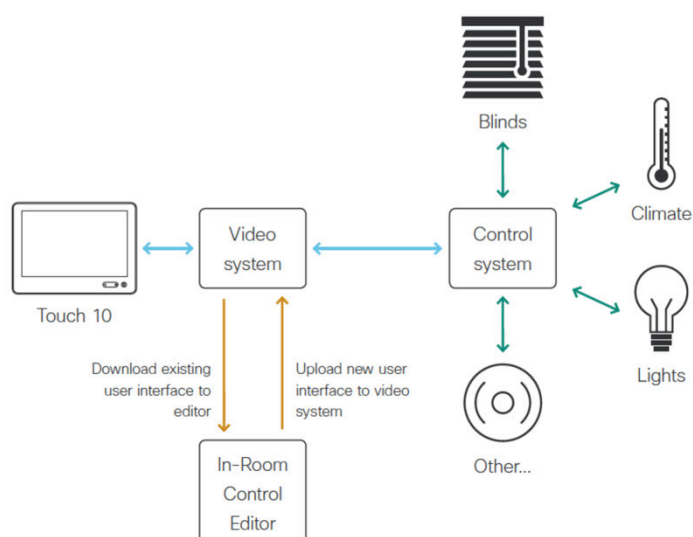 Blinds
Climate
Video
system
Control
system
Touch 10
Lights
Download existing
user interface to
editor
Upload new user
interface to video
system
In-Room
Control
Editor
Other...